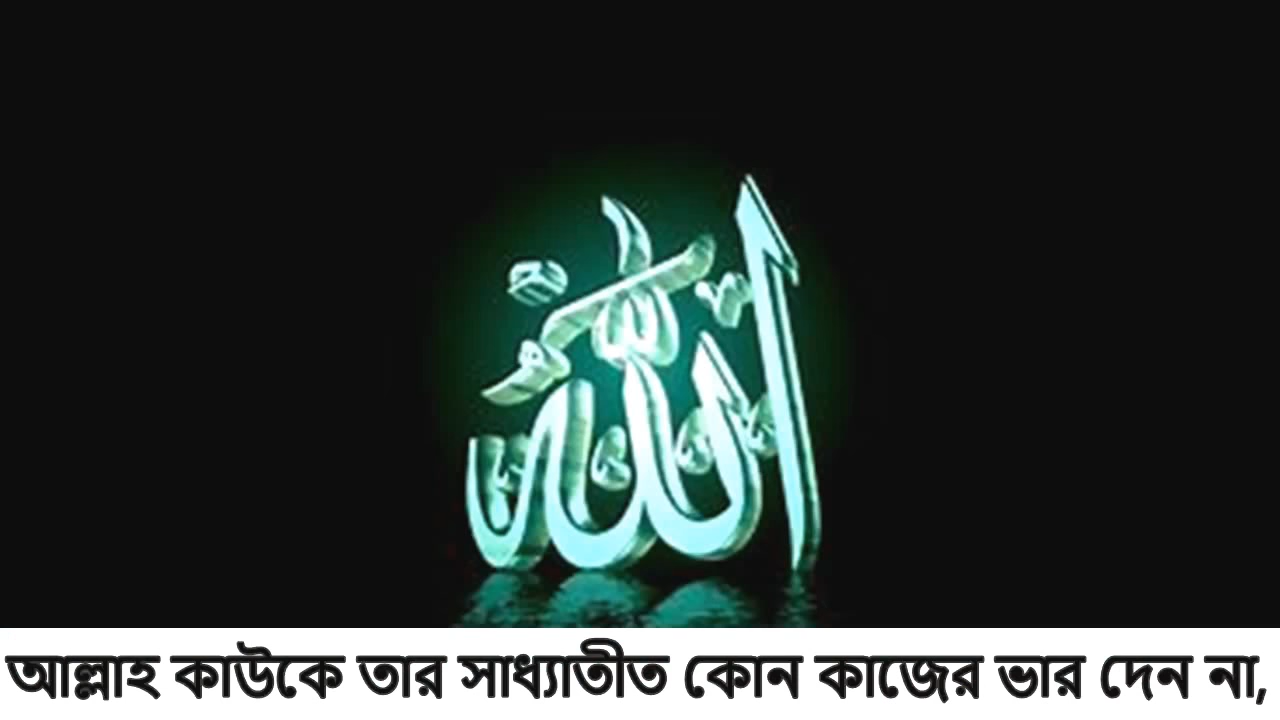 الله
আল্লাহ কাউকে তার সাধ্যাতীত কোন কাজের ভার দেন না,